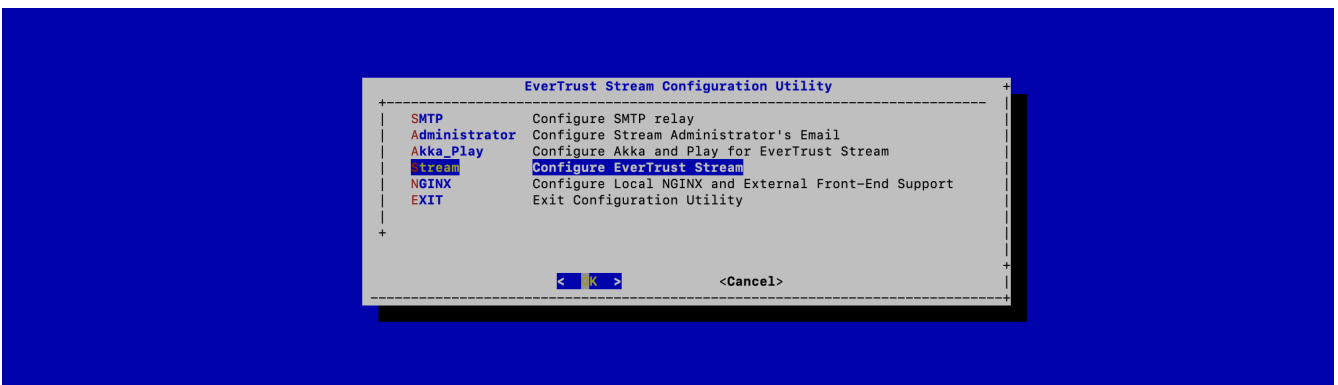 EverTrust Stream Configuration Utility
SMTP Configure SMTP relay
Administrator Configure Stream Administrator's Email
Akka_Play Configure Akka and Play for EverTrust Stream
Stream Configure EverTrust Stream
NGINX Configure Local NGINX and External Front-End Support
EXIT Exit Configuration Utility
< OK > <Cancel>